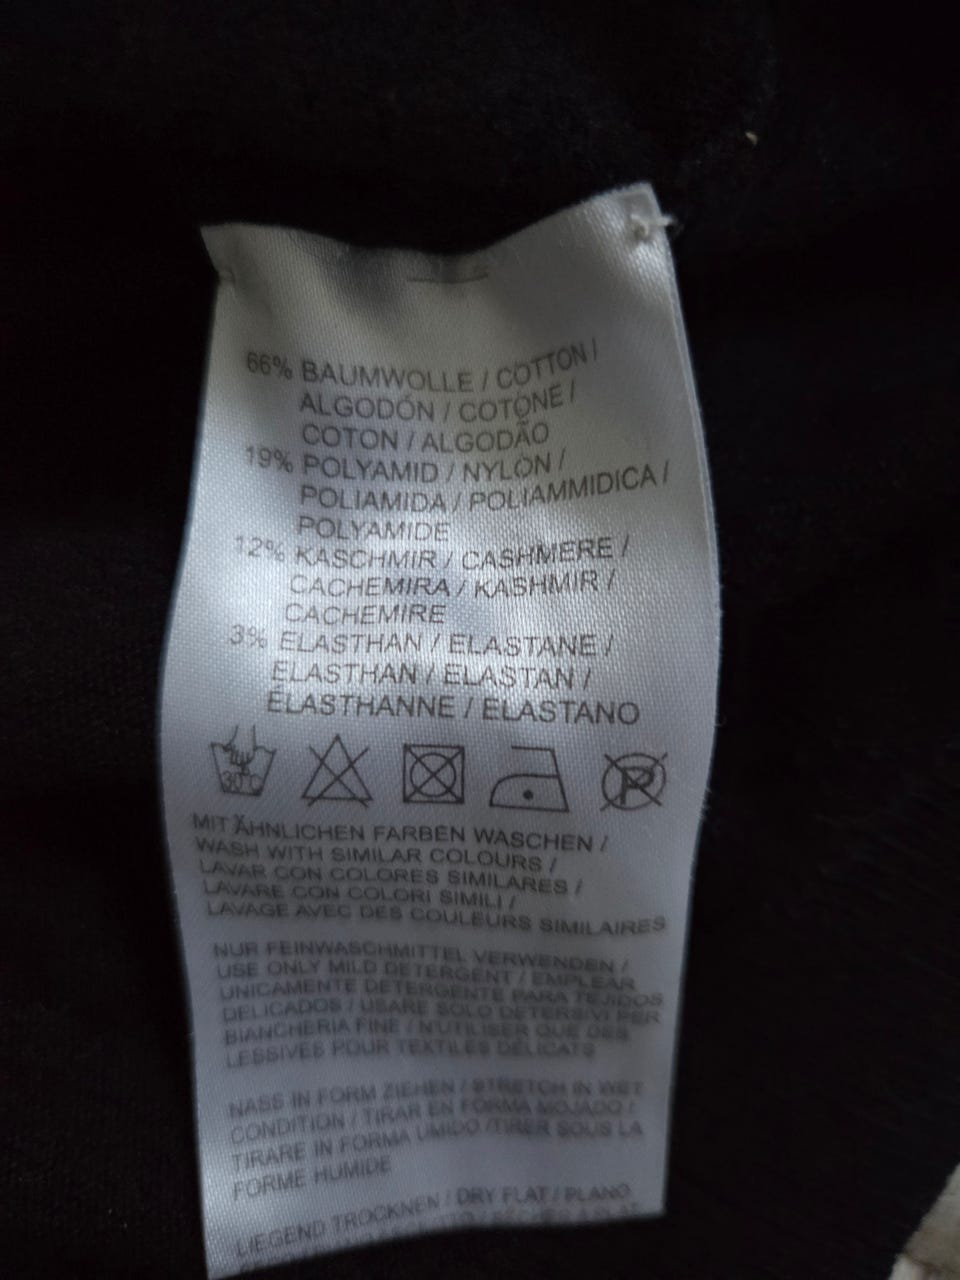 66% BAUMWOLLE / COTTON /
ALGODÓN / COTONE /
COTON / ALGODÃO
19% POLYAMID / NYLON /
POLIAMIDA / POLIAMMIDICA /
POLYAMIDE
12% KASCHMIR / CASHMERE /
CACHEMIRA / KASHMIR /
CACHEMIRE
3% ELASTHAN / ELASTANE /
ELASTHAN / ELASTAN /
ÉLASTHANNE / ELASTANO
30°C
P
MIT ÄHNLICHEN FARBEN WASCHEN /
WASH WITH SIMILAR COLOURS /
LAVAR CON COLORES SIMILARES /
LAVARE CON COLORI SIMILI /
LAVAGE AVEC DES COULEURS SIMILAIRES
NUR FEINWASCHMITTEL VERWENDEN /
USE ONLY MILD DETERGENT / EMPLEAR
UNICAMENTE DETERGENTE PARA TEJIDOS
DELICADOS / USARE SOLO DETERSIVI PER
BIANCHERIA FINE / N'UTILISER QUE DES
LESSIVES POUR TEXTILES DÉLICATS
NASS IN FORM ZIEHEN / STRETCH IN WET
CONDITION / TIRAR EN FORMA MOJADO /
TIRARE IN FORMA UMIDO / TIRER SOUS LA
FORME HUMIDE
LIEGEND TROCKNEN / DRY FLAT / PLANO